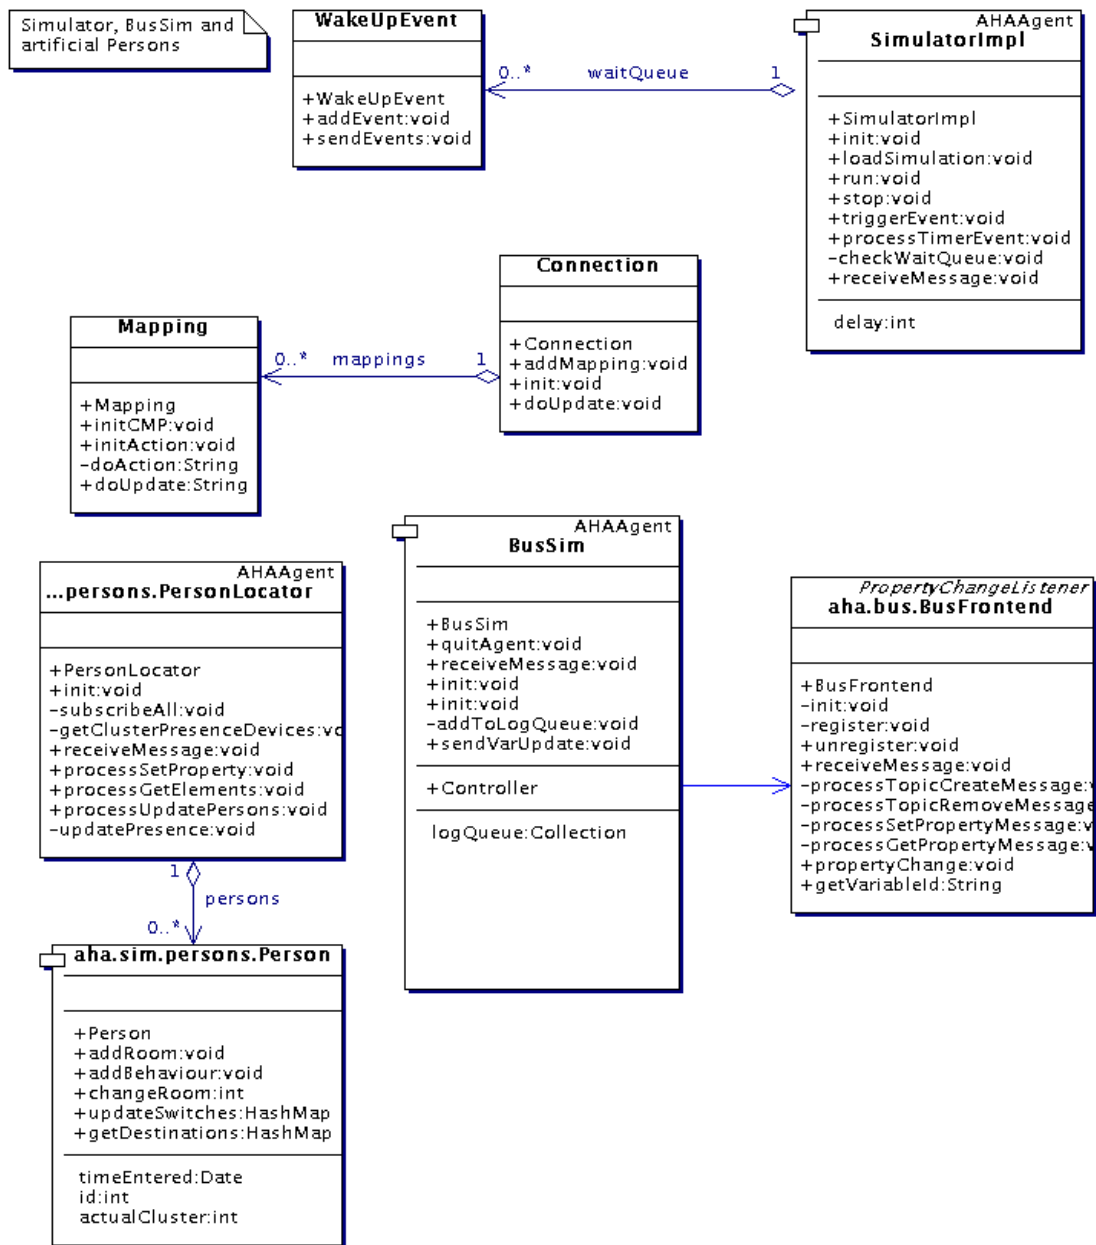 Simulator, BusSim and
artificial Persons
WakeUpEvent
+WakeUpEvent
+addEvent:void
+sendEvents:void
0..* waitQueue 1
AHAAgent
SimulatorImpl
+SimulatorImpl
+init:void
+loadSimulation:void
+run:void
+stop:void
+triggerEvent:void
+processTimerEvent:void
-checkWaitQueue:void
+receiveMessage:void
delay:int
Connection
+Connection
+addMapping:void
+init:void
+doUpdate:void
0..* mappings 1
Mapping
+Mapping
+initCMP:void
+initAction:void
-doAction:String
+doUpdate:String
AHAAgent
...persons.PersonLocator
+PersonLocator
+init:void
-subscribeAll:void
-getClusterPresenceDevices:vo
+receiveMessage:void
+processSetProperty:void
+processGetElements:void
+processUpdatePersons:void
-updatePresence:void
1
persons
0..*
aha.sim.persons.Person
+Person
+addRoom:void
+addBehaviour:void
+changeRoom:int
+updateSwitches:HashMap
+getDestinations:HashMap
timeEntered:Date
id:int
actualCluster:int
AHAAgent
BusSim
+BusSim
+quitAgent:void
+receiveMessage:void
+init:void
+init:void
-addToLogQueue:void
+sendVarUpdate:void
+Controller
logQueue:Collection
PropertyChangeListener
aha.bus.BusFrontend
+BusFrontend
-init:void
-register:void
+unregister:void
+receiveMessage:void
-processTopicCreateMessage:v
-processTopicRemoveMessage
-processSetPropertyMessage:v
-processGetPropertyMessage:v
+propertyChange:void
+getVariableId:String